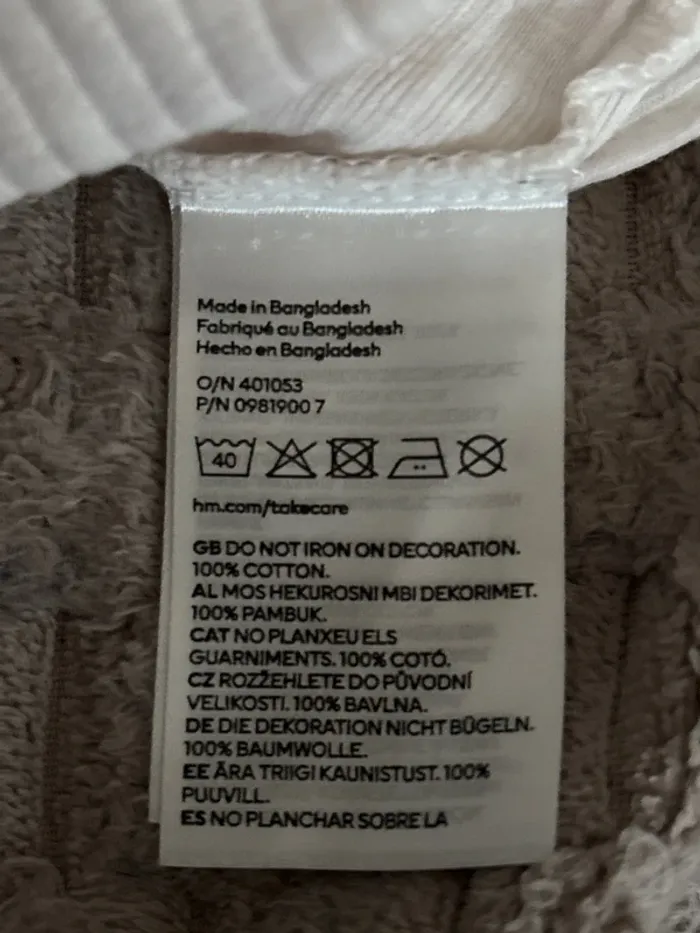 Made in Bangladesh
Fabriqué au Bangladesh
Hecho en Bangladesh
O/N 401053
P/N 0981900 7
40
hm.com/takecare
GB DO NOT IRON ON DECORATION.
100% COTTON.
AL MOS HEKUROSNI MBI DEKORIMET.
100% PAMBUK.
CAT NO PLANXEU ELS
GUARNIMENTS. 100% COTÓ.
CZ ROZŽEHLETE DO PŮVODNÍ
VELIKOSTI. 100% BAVLNA.
DE DIE DEKORATION NICHT BÜGELN.
100% BAUMWOLLE.
EE ÄRA TRIIGI KAUNISTUST. 100%
PUUVILL.
ES NO PLANCHAR SOBRE LA